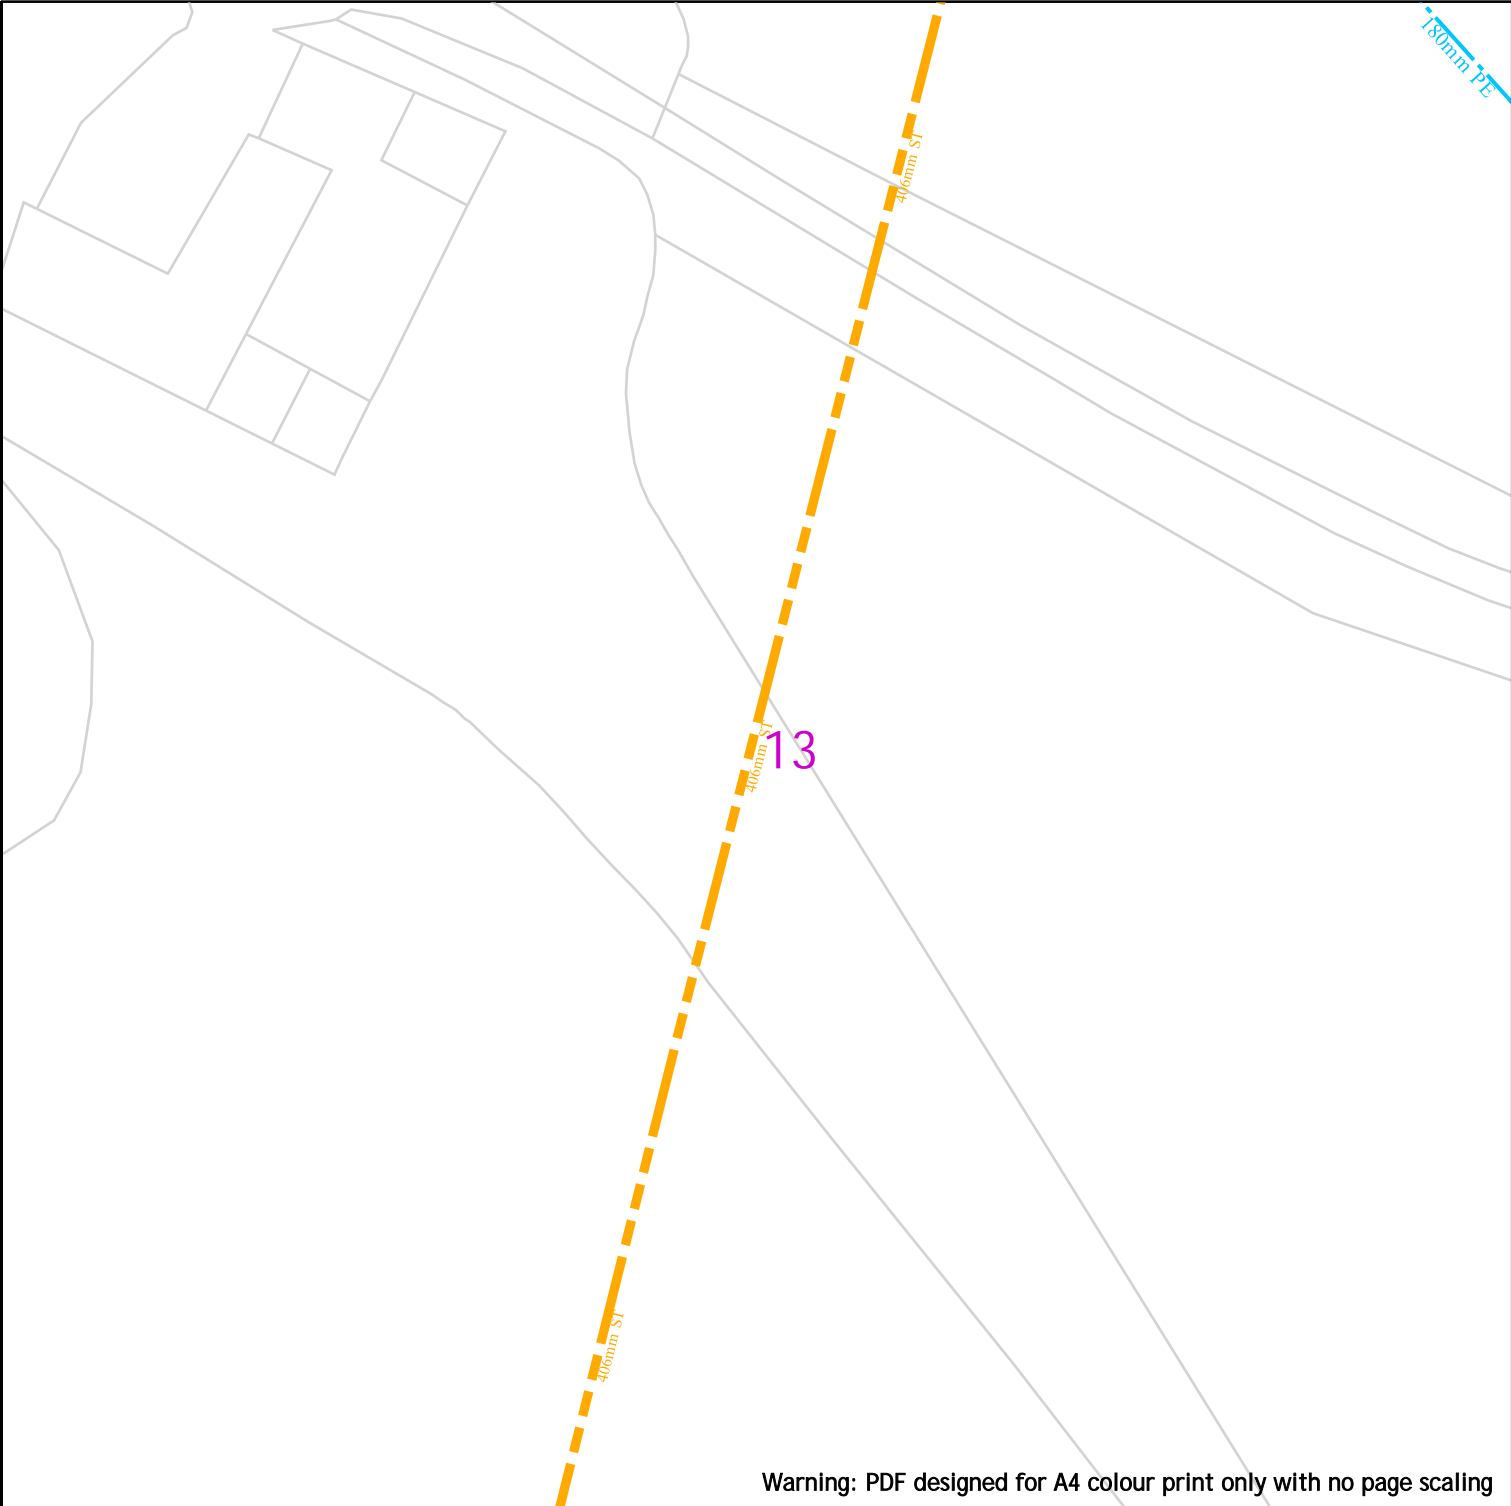 180mm PE
406mm ST
406mm ST
13
406mm ST
Warning: PDF designed for A4 colour print only with no page scaling